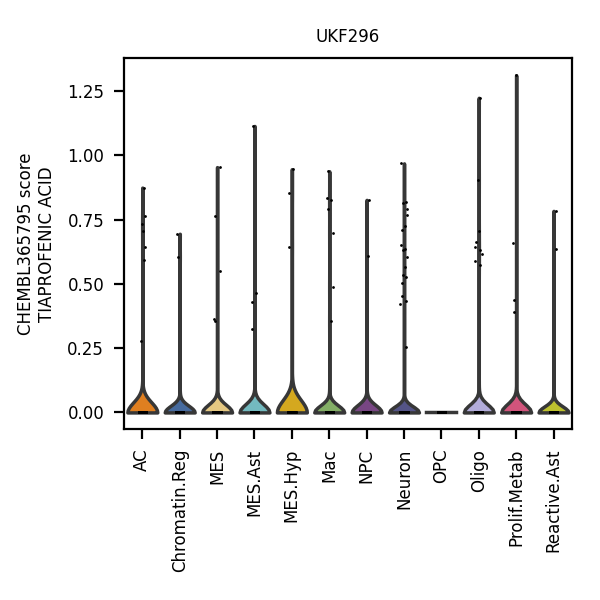 UKF296
CHEMBL365795 score
TIAPROFENIC ACID
1.25
1.00
0.75
0.50
0.25
0.00
AC
Chromatin.Reg
MES
MES.Ast
MES.Hyp
Mac
NPC
Neuron
OPC
Oligo
Prolif.Metab
Reactive.Ast